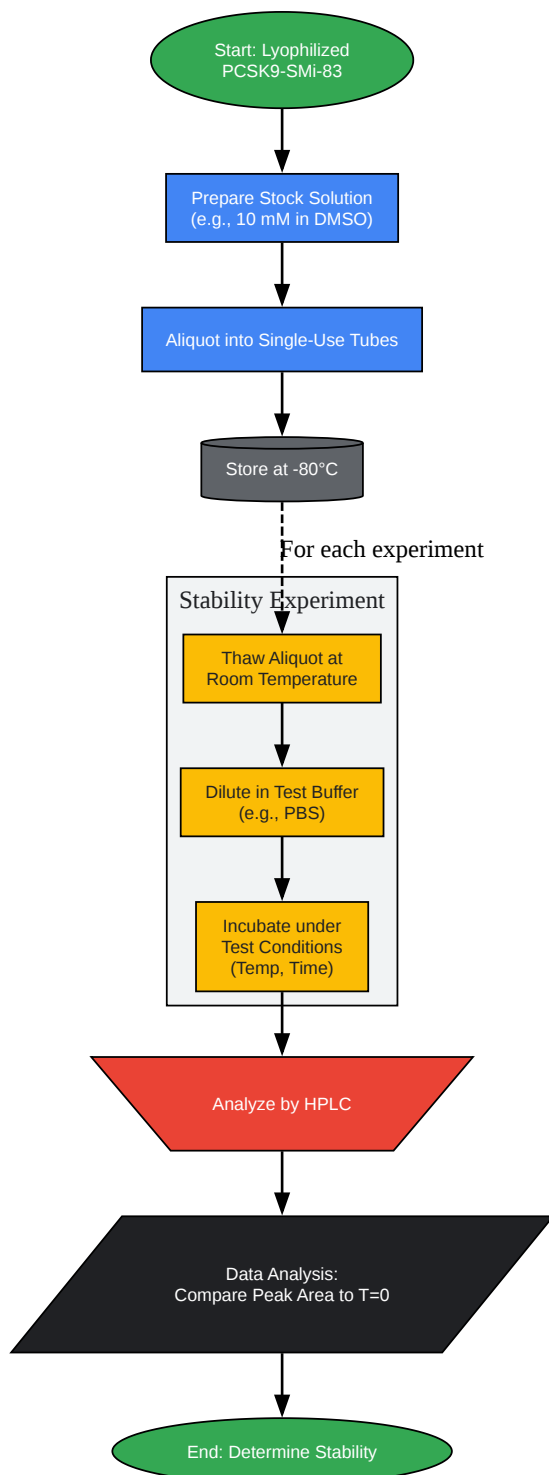 Start: Lyophilized
PCSK9-SMi-83
Prepare Stock Solution
(e.g., 10 mM in DMSO)
Aliquot into Single-Use Tubes
Store at -80°C
For each experiment
Stability Experiment
Thaw Aliquot at
Room Temperature
Dilute in Test Buffer
(e.g., PBS)
Incubate under
Test Conditions
(Temp, Time)
Analyze by HPLC
Data Analysis:
Compare Peak Area to T=0
End: Determine Stability